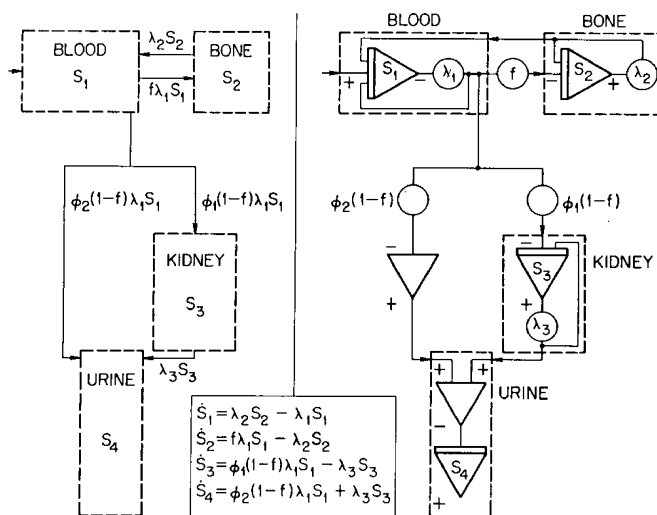 BLOOD
S₁
λ₂S₂
fλ₁S₁
BONE
S₂
φ₂(1-f)λ₁S₁
φ₁(1-f)λ₁S₁
KIDNEY
S₃
λ₃S₃
URINE
S₄
BLOOD
BONE
+
S₁
−
λ₁
f
−
S₂
+
λ₂
φ₂(1-f)
φ₁(1-f)
−
+
−
S₃
+
λ₃
KIDNEY
+
+
URINE
−
S₄
+
Ṡ₁ = λ₂S₂ − λ₁S₁
Ṡ₂ = fλ₁S₁ − λ₂S₂
Ṡ₃ = φ₁(1-f)λ₁S₁ − λ₃S₃
Ṡ₄ = φ₂(1-f)λ₁S₁ + λ₃S₃